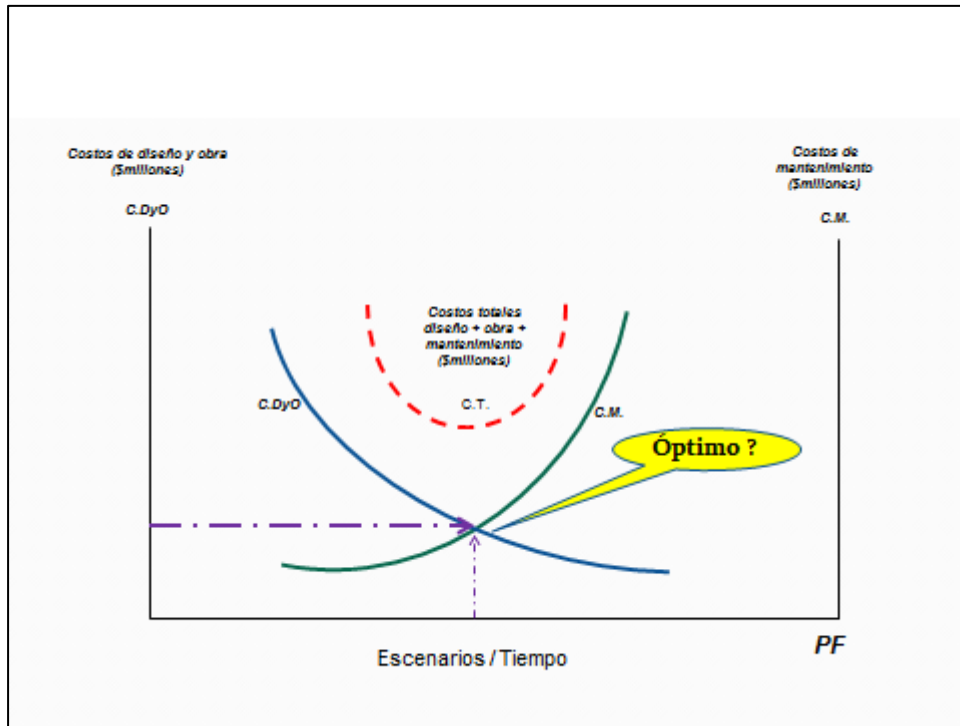 Costos de diseño y obra
($millones)
C.DyO
Costos de
mantenimiento
($millones)
C.M.
Costos totales
diseño + obra +
mantenimiento
($millones)
C.DyO
C.T.
C.M.
Óptimo ?
Escenarios / Tiempo
PF